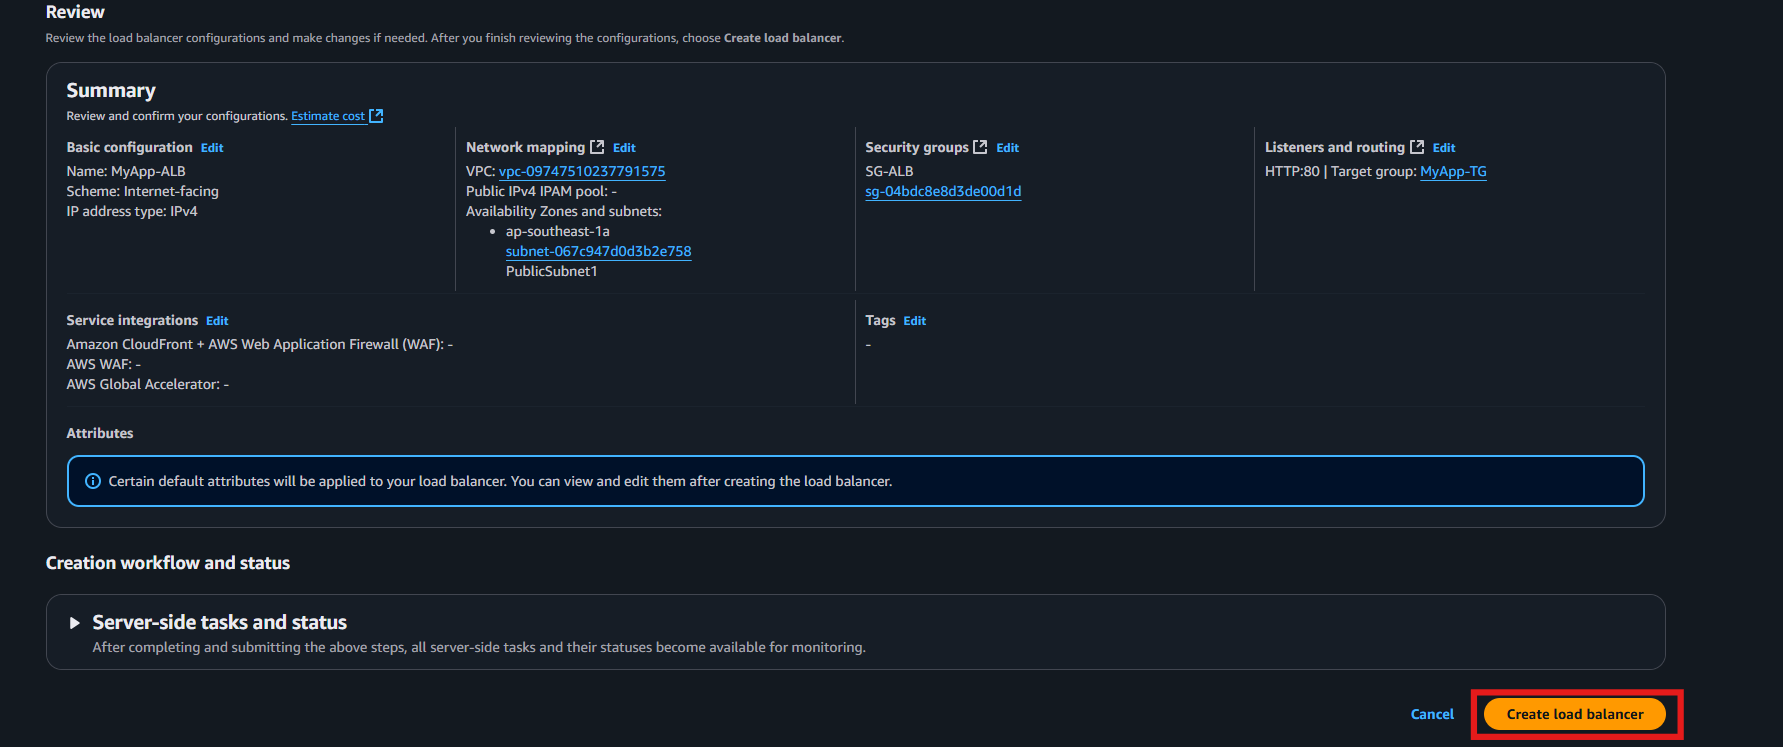 Review
Review the load balancer configurations and make changes if needed. After you finish reviewing the configurations, choose Create load balancer.
Summary
Review and confirm your configurations. Estimate cost
Basic configuration Edit
Name: MyApp-ALB
Scheme: Internet-facing
IP address type: IPv4
Network mapping Edit
VPC: vpc-09747510237791575
Public IPv4 IPAM pool: -
Availability Zones and subnets:
• ap-southeast-1a
subnet-067c947d0d3b2e758
PublicSubnet1
Security groups Edit
SG-ALB
sg-04bdc8e8d3de00d1d
Listeners and routing Edit
HTTP:80 | Target group: MyApp-TG
Service integrations Edit
Amazon CloudFront + AWS Web Application Firewall (WAF): -
AWS WAF: -
AWS Global Accelerator: -
Tags Edit
-
Attributes
Certain default attributes will be applied to your load balancer. You can view and edit them after creating the load balancer.
Creation workflow and status
Server-side tasks and status
After completing and submitting the above steps, all server-side tasks and their statuses become available for monitoring.
Cancel
Create load balancer